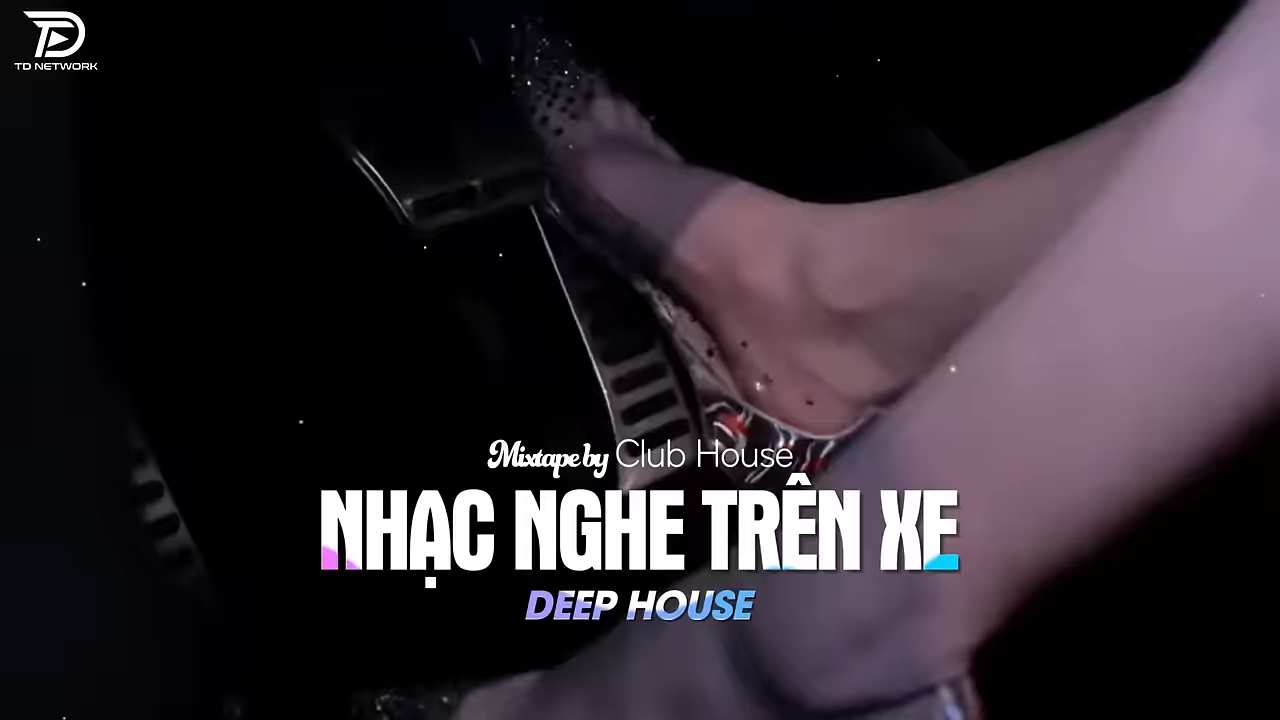 TD NETWORK
Mixtape by Club House
NHẠC NGHE TRÊN XE
DEEP HOUSE